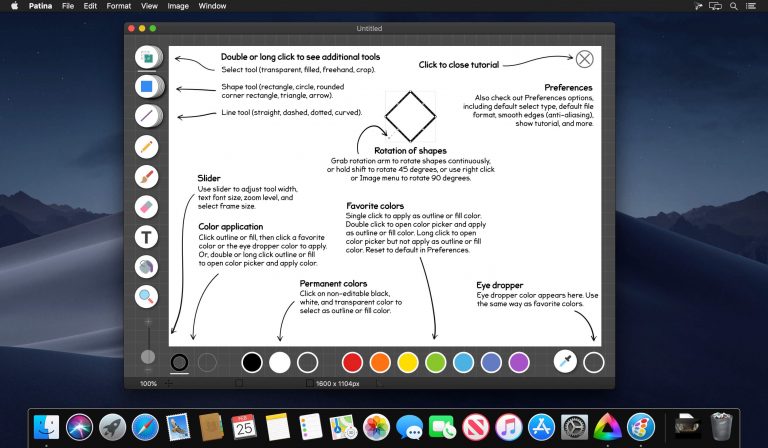 Patina File Edit Format View Image Window
Untitled
Double or long click to see additional tools
Select tool (transparent, filled, freehand, crop).
Shape tool (rectangle, circle, rounded
corner rectangle, triangle, arrow).
Line tool (straight, dashed, dotted, curved).
Click to close tutorial
Preferences
Also check out Preferences options,
including default select type, default file
format, smooth edges (anti-aliasing),
show tutorial, and more.
Rotation of shapes
Grab rotation arm to rotate shapes continuously,
or hold shift to rotate 45 degrees, or use right click
or Image menu to rotate 90 degrees.
T
Slider
Use slider to adjust tool width,
text font size, zoom level, and
select frame size.
Color application
Click outline or fill, then click a favorite
color or the eye dropper color to apply.
Or, double or long click outline or fill
to open color picker and apply color.
Favorite colors
Single click to apply as outline or fill color.
Double click to open color picker and apply
as outline or fill color. Long click to open
color picker but not apply as outline or fill
color. Reset to default in Preferences.
Permanent colors
Click on non-editable black,
white, and transparent color to
select as outline or fill color.
Eye dropper
Eye dropper color appears here. Use
the same way as favorite colors.
100%
1600 x 1104px
FEB
25